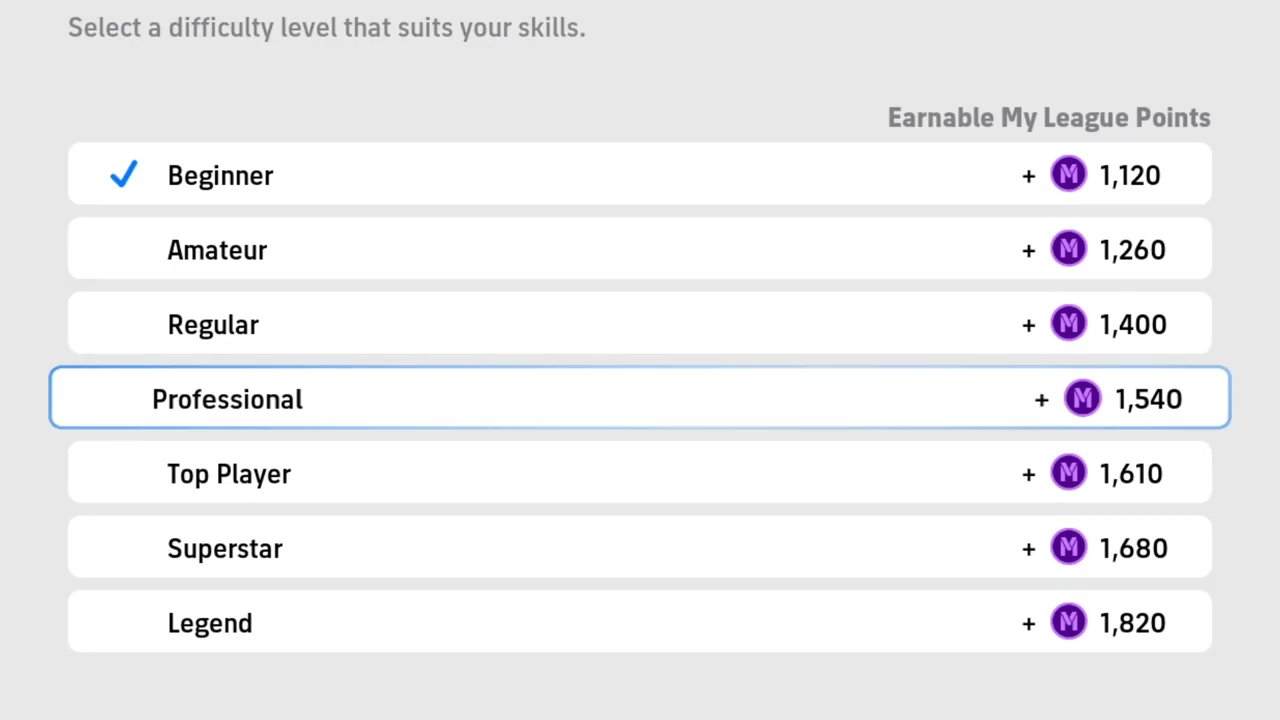 Select a difficulty level that suits your skills.
Earnable My League Points
Beginner + M 1,120
Amateur + M 1,260
Regular + M 1,400
Professional + M 1,540
Top Player + M 1,610
Superstar + M 1,680
Legend + M 1,820